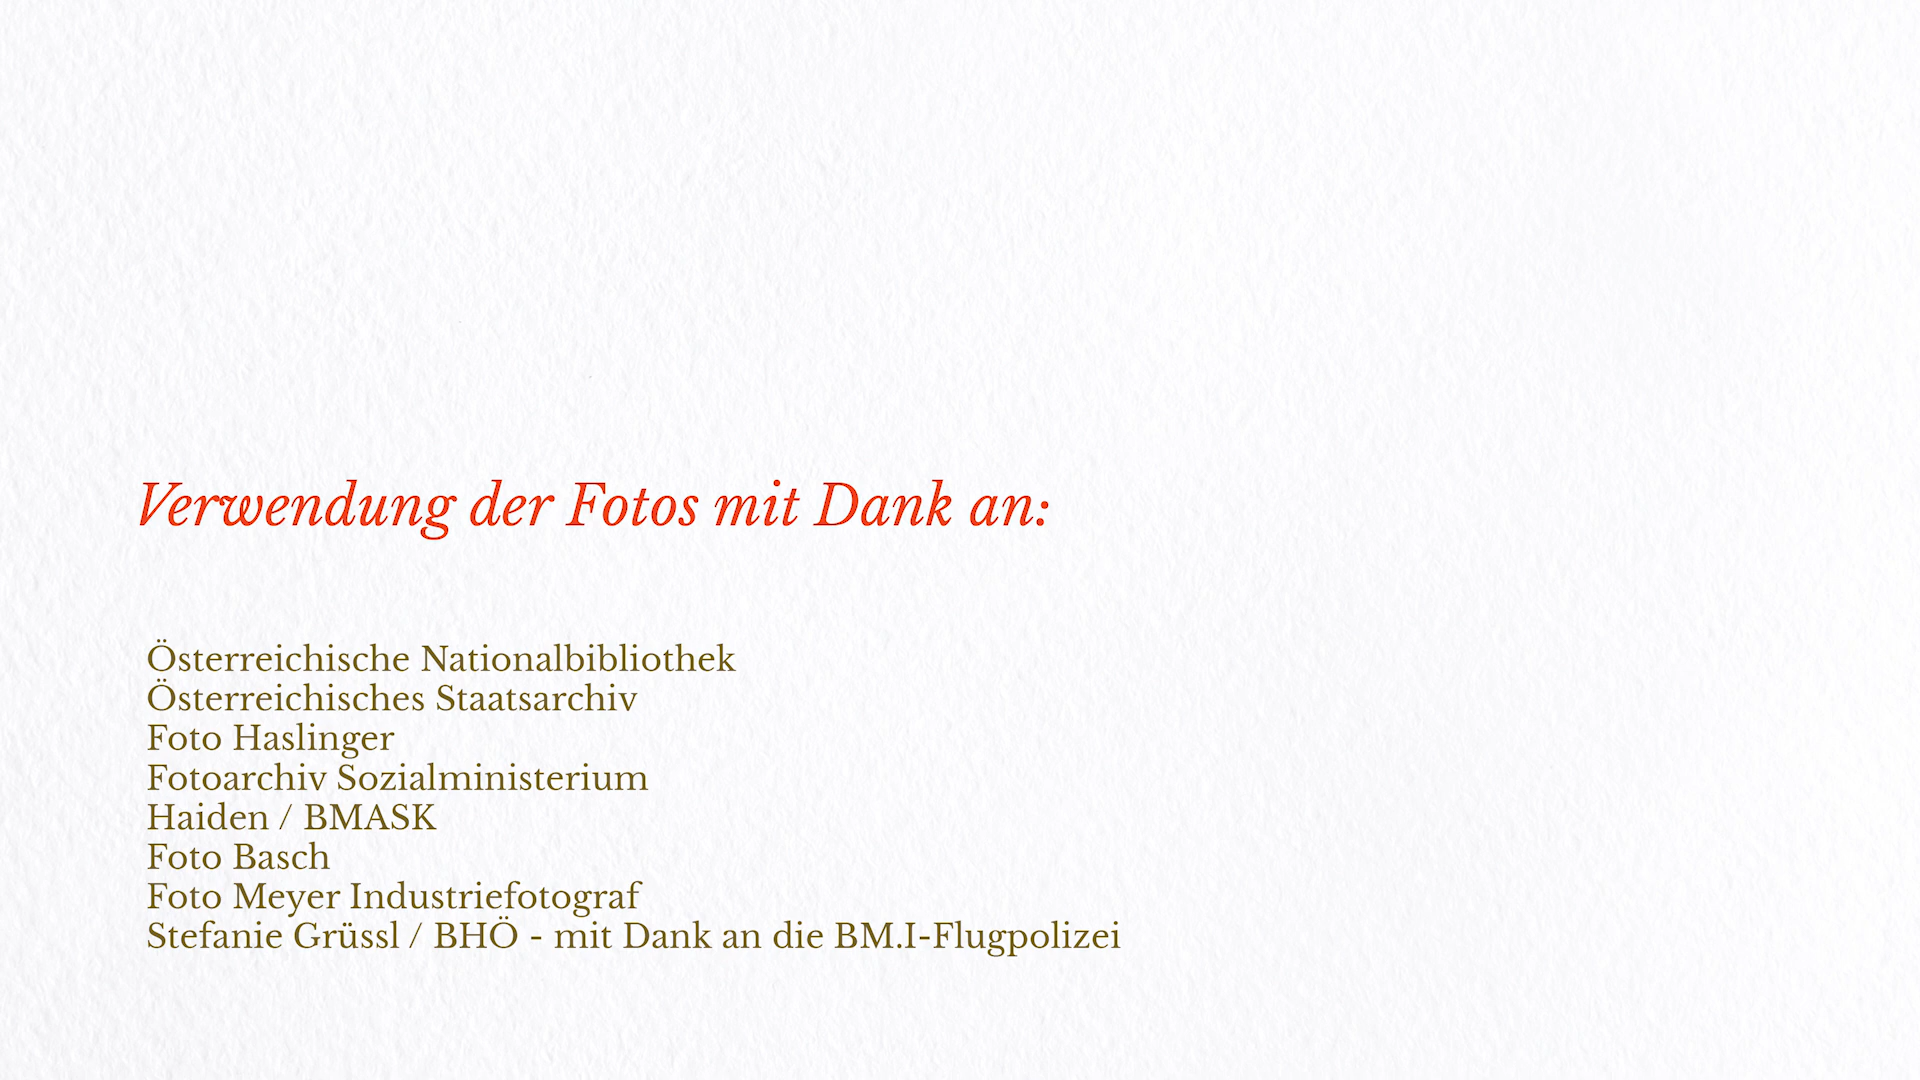 Verwendung der Fotos mit Dank an:
Österreichische Nationalbibliothek
Österreichisches Staatsarchiv
Foto Haslinger
Fotoarchiv Sozialministerium
Haiden / BMASK
Foto Basch
Foto Meyer Industriefotograf
Stefanie Grüssl / BHÖ - mit Dank an die BM.I-Flugpolizei